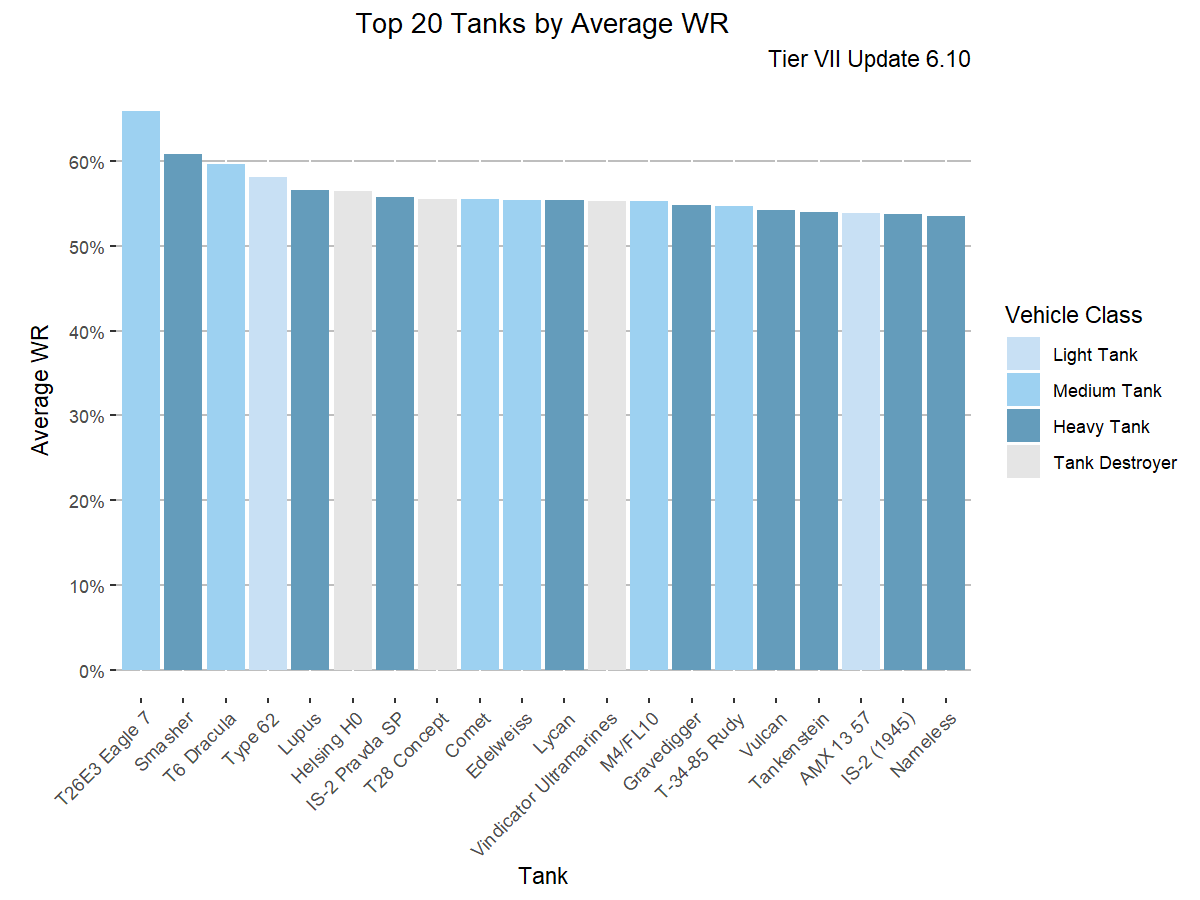 Top 20 Tanks by Average WR
Tier VII Update 6.10
Average WR
60%
50%
40%
30%
20%
10%
0%
T26E3 Eagle 7
Smasher
T6 Dracula
Type 62
Lupus
Helsing H0
IS-2 Pravda SP
T28 Concept
Comet
Edelweiss
Lycan
Vindicator Ultramarines
M4/FL10
Gravedigger
T-34-85 Rudy
Vulcan
Tankenstein
AMX 13 57
IS-2 (1945)
Nameless
Tank
Vehicle Class
Light Tank
Medium Tank
Heavy Tank
Tank Destroyer